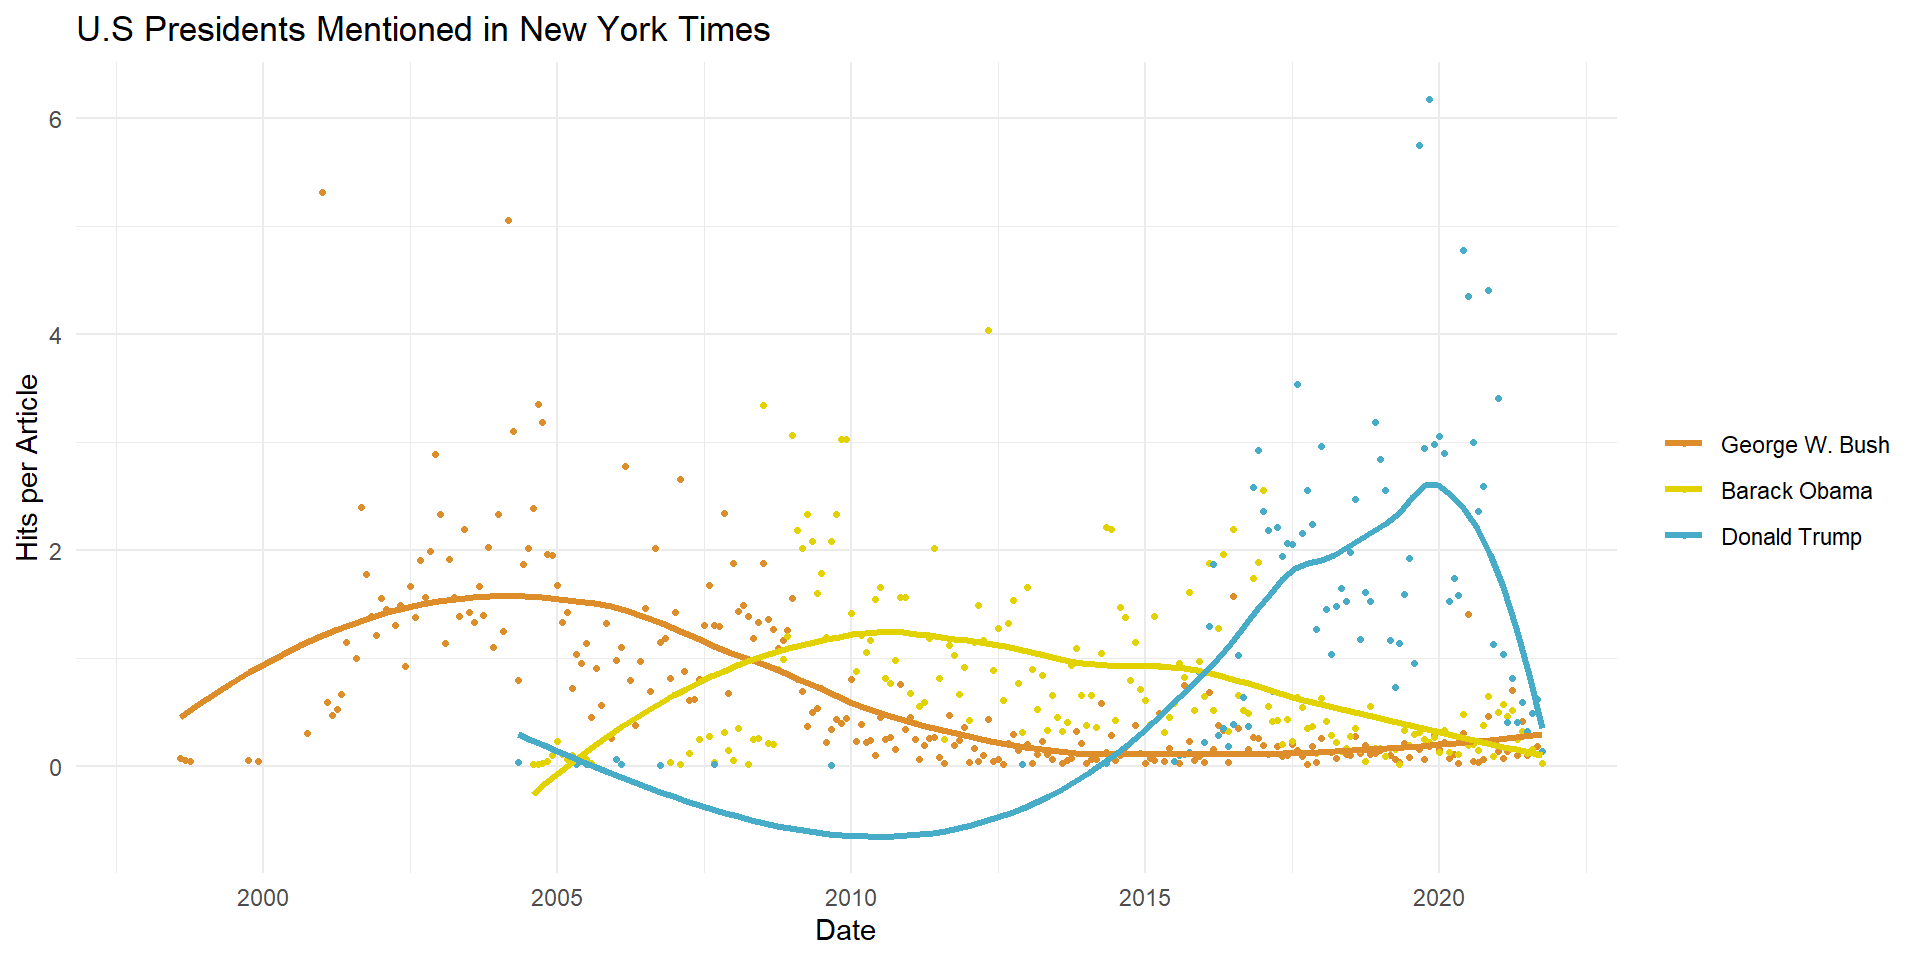 U.S Presidents Mentioned in New York Times
6
4
2
0
Hits per Article
2000
2005
2010
2015
2020
Date
George W. Bush
Barack Obama
Donald Trump